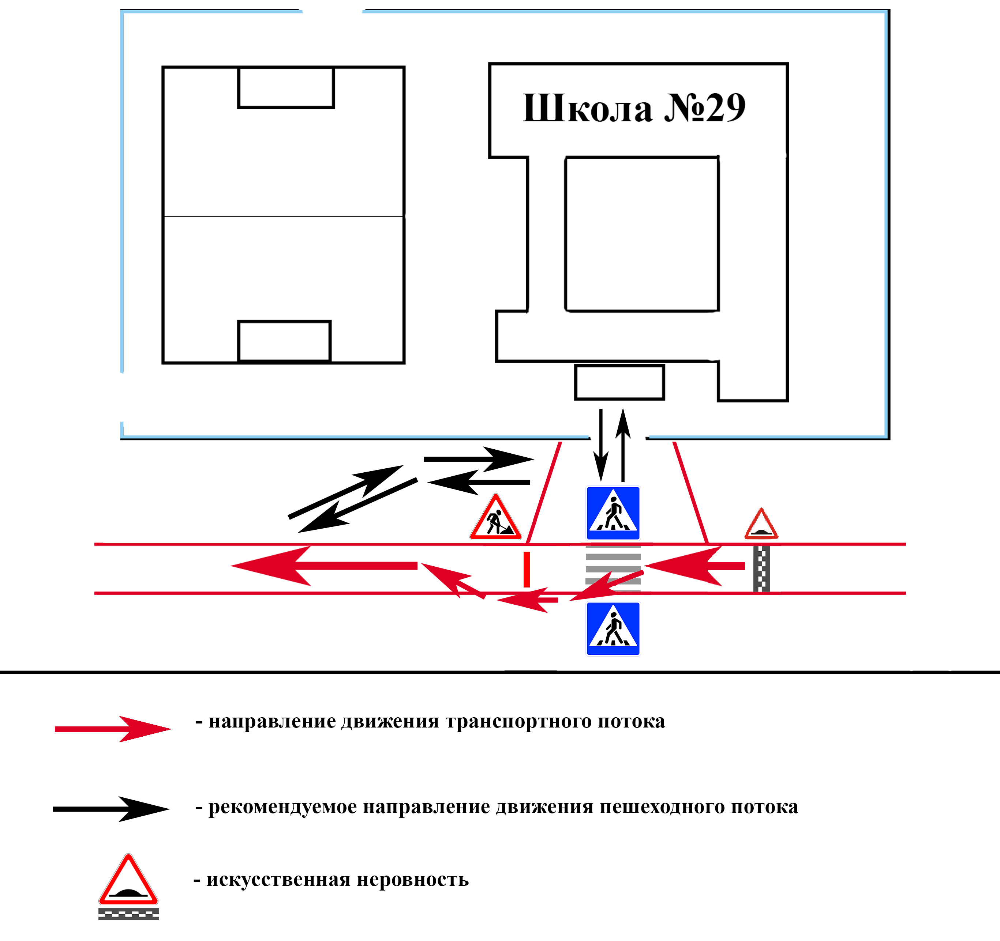 Школа №29
- направление движения транспортного потока
- рекомендуемое направление движения пешеходного потока
- искусственная неровность